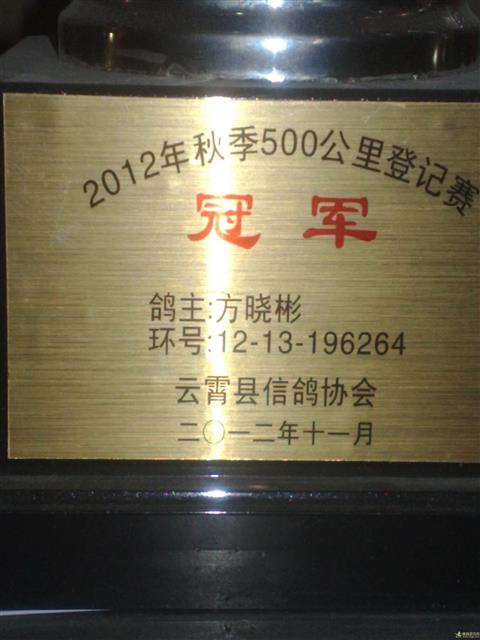 2012年秋季500公里登记赛
冠军
鸽主:方晓彬
环号:12-13-196264
云霄县信鸽协会
二〇一二年十一月